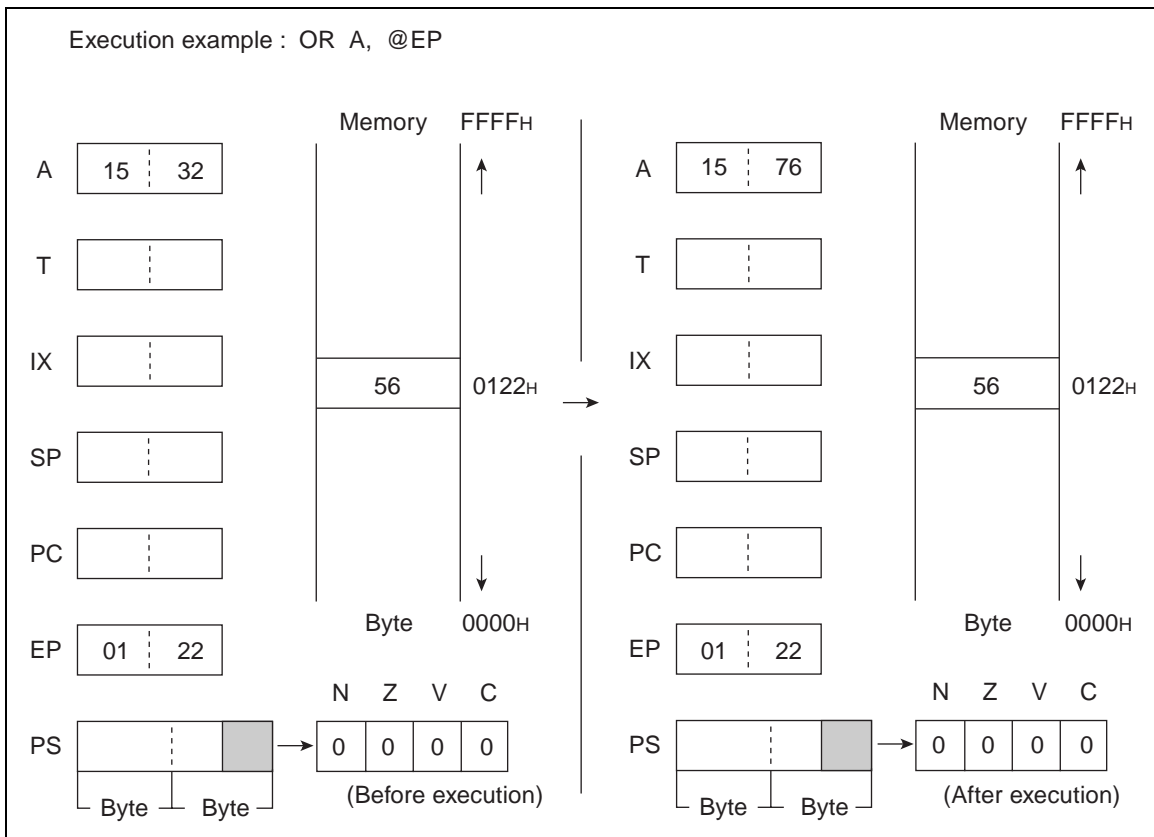 Execution example : OR A, @EP
Memory FFFFH
A 15 32
T
IX
56 0122H
SP
PC
Byte 0000H
EP 01 22
N Z V C
PS 0 0 0 0
Byte Byte
(Before execution)
Memory FFFFH
A 15 76
T
IX
56 0122H
SP
PC
Byte 0000H
EP 01 22
N Z V C
PS 0 0 0 0
Byte Byte
(After execution)